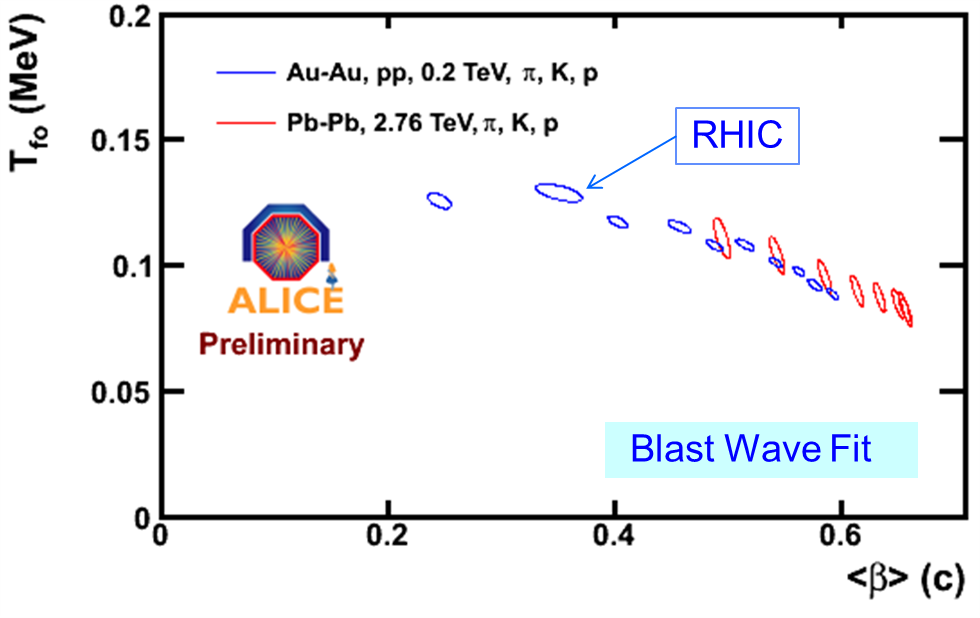 0.2
T_fo (MeV)
Au-Au, pp, 0.2 TeV, π, K, p
Pb-Pb, 2.76 TeV, π, K, p
0.15
RHIC
0.1
ALICE
Preliminary
0.05
Blast Wave Fit
0
0 0.2 0.4 0.6
<β> (c)